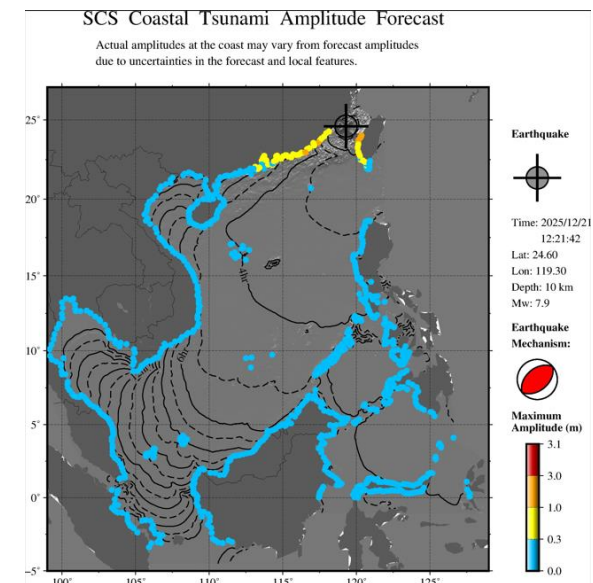 SCS Coastal Tsunami Amplitude Forecast
Actual amplitudes at the coast may vary from forecast amplitudes
due to uncertainties in the forecast and local features.
25°
20°
15°
10°
5°
0°
−5°
100°
105°
110°
115°
120°
125°
4hr
8hr
Earthquake
Time: 2025/12/21
12:21:42
Lat: 24.60
Lon: 119.30
Depth: 10 km
Mw: 7.9
Earthquake
Mechanism:
Maximum
Amplitude (m)
3.1
3.0
1.0
0.3
0.0